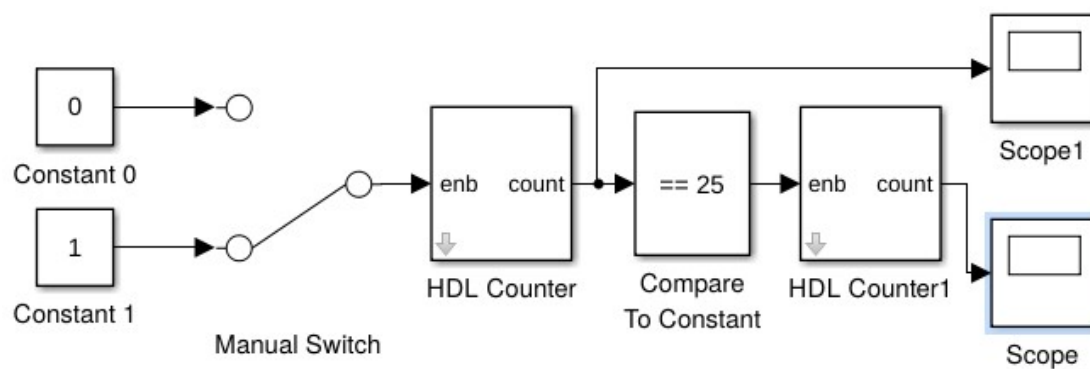 0
Constant 0
1
Constant 1
Manual Switch
enb count
HDL Counter
== 25
Compare
To Constant
enb count
HDL Counter1
Scope1
Scope